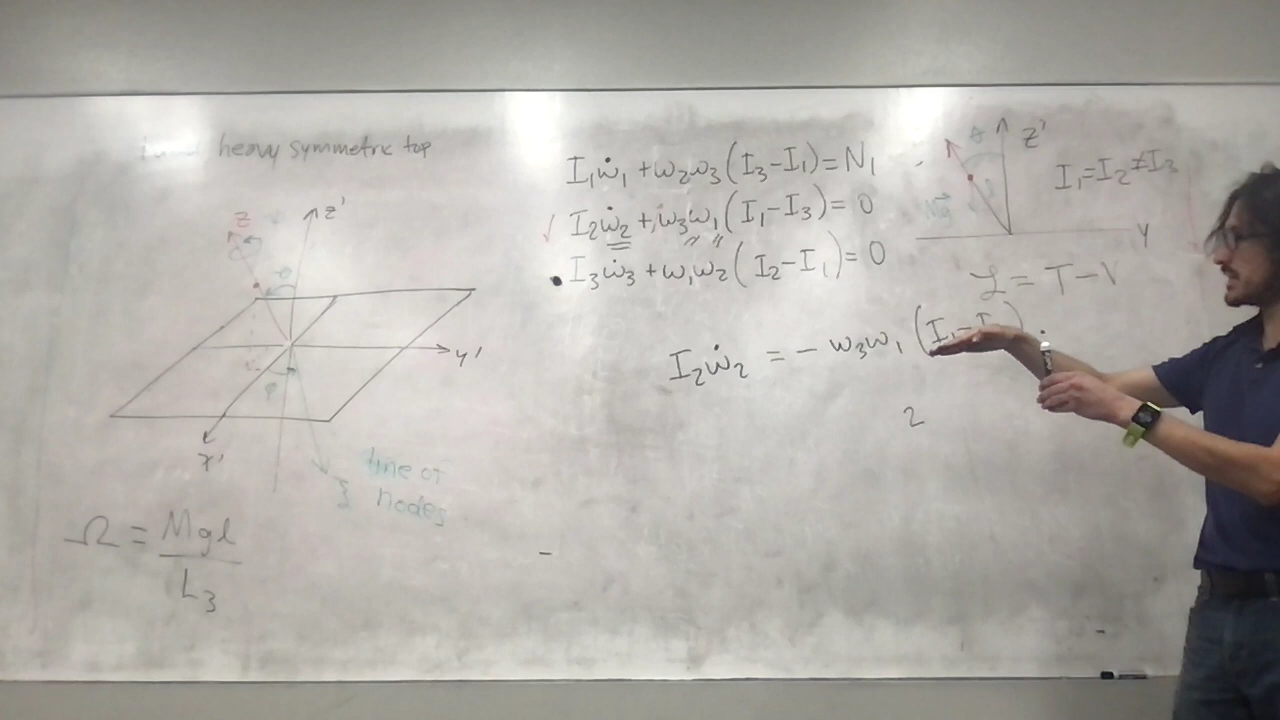 heavy symmetric top
z
z'
θ
y'
φ
x'
ξ
line of
nodes
Ω = Mgl / L₃
I₁ω̇₁ + ω₂ω₃(I₃-I₁) = N₁
✓ I₂ω̇₂ + ω₃ω₁(I₁-I₃) = 0
• I₃ω̇₃ + ω₁ω₂(I₂-I₁) = 0
I₂ω̇₂ = - ω₃ω₁ (I₁-I
2
θ
z'
Mg
Y
I₁=I₂≠I₃
ℒ = T-V